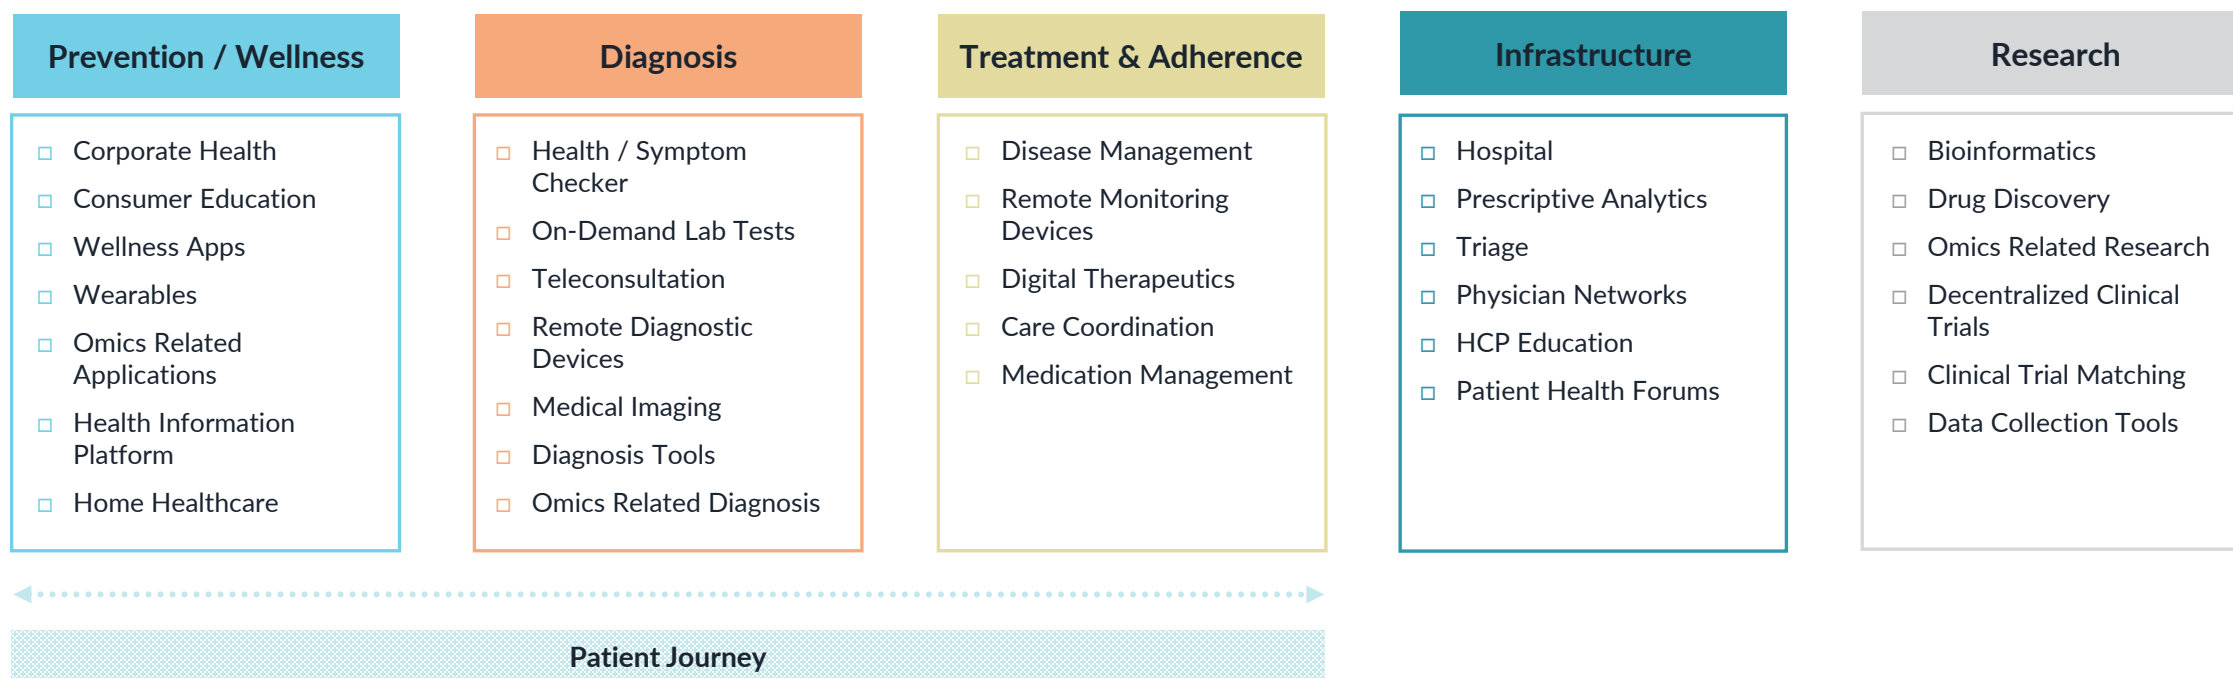 Prevention / Wellness
Corporate Health
Consumer Education
Wellness Apps
Wearables
Omics Related
Applications
Health Information
Platform
Home Healthcare
Diagnosis
Health / Symptom
Checker
On-Demand Lab Tests
Teleconsultation
Remote Diagnostic
Devices
Medical Imaging
Diagnosis Tools
Omics Related Diagnosis
Treatment & Adherence
Disease Management
Remote Monitoring
Devices
Digital Therapeutics
Care Coordination
Medication Management
Infrastructure
Hospital
Prescriptive Analytics
Triage
Physician Networks
HCP Education
Patient Health Forums
Research
Bioinformatics
Drug Discovery
Omics Related Research
Decentralized Clinical
Trials
Clinical Trial Matching
Data Collection Tools
Patient Journey